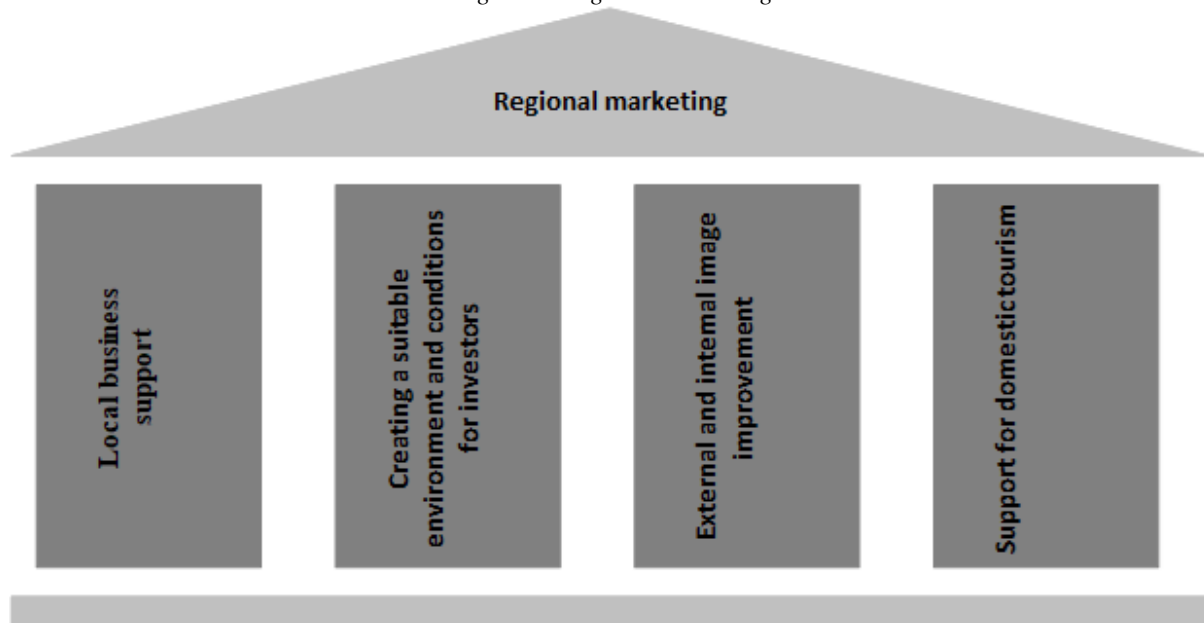 Regional marketing
Local business
support
Creating a suitable
environment and conditions
for investors
External and internal image
improvement
Support for domestic tourism